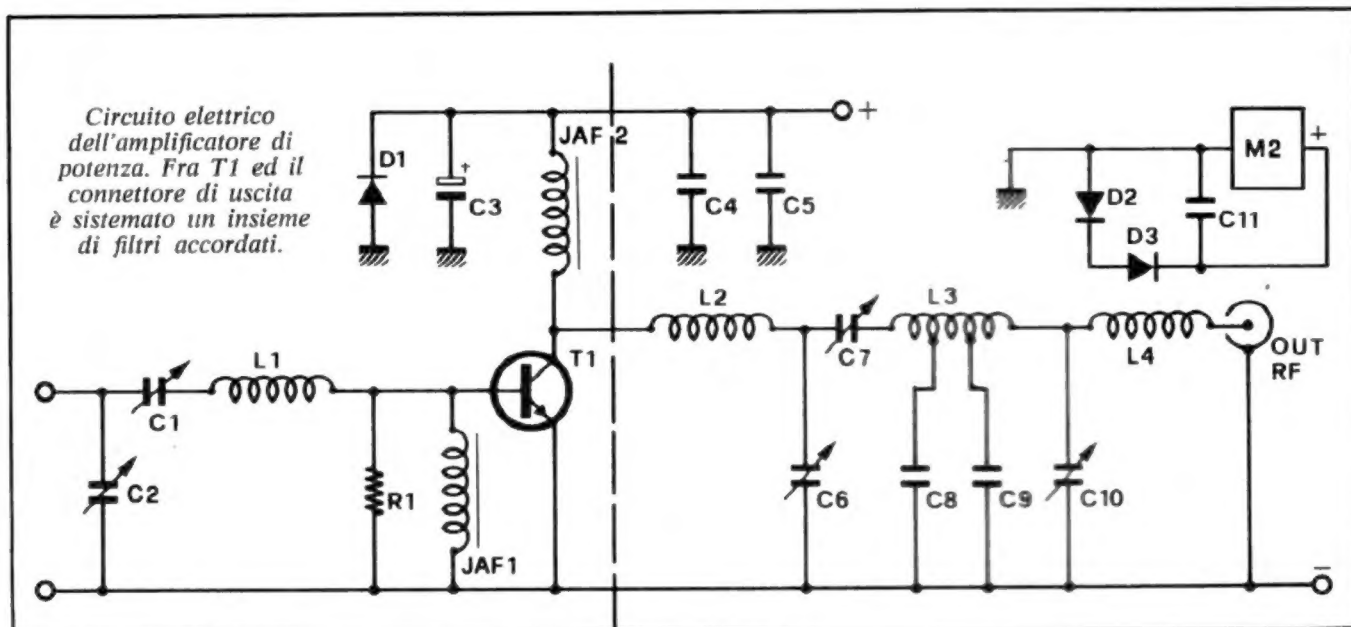 Circuito elettrico
dell'amplificatore di
potenza. Fra T1 ed il
connettore di uscita
è sistemato un insieme
di filtri accordati.
D1
+
C3
JAF 2
C4
C5
+
M2
+
D2
D3
C11
C1
L1
C2
R1
JAF1
T1
L2
C7
L3
L4
OUT
RF
C6
C8
C9
C10
–